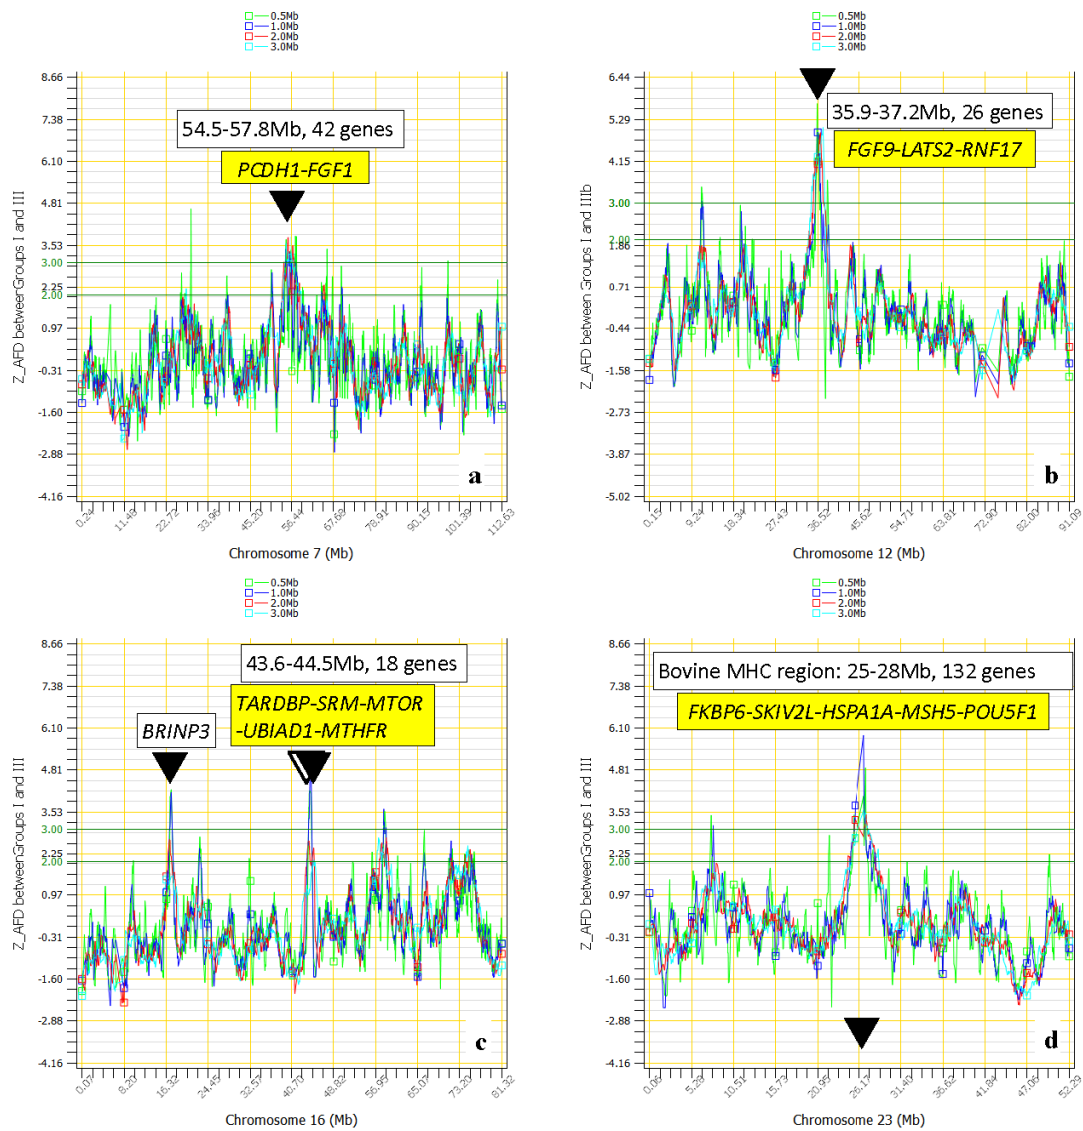 0.5Mb
1.0Mb
2.0Mb
3.0Mb
8.66
7.38
6.10
4.81
3.53
3.00
2.25
2.00
0.97
-0.31
-1.60
-2.88
-4.16
Z_AFD betweenGroups I and III
54.5-57.8Mb, 42 genes
PCDH1-FGF1
a
0.24
11.48
22.72
33.96
45.20
56.44
67.68
78.91
90.15
101.39
112.63
Chromosome 7 (Mb)
0.5Mb
1.0Mb
2.0Mb
3.0Mb
6.44
5.29
4.15
3.00
2.00
1.86
0.71
-0.44
-1.58
-2.73
-3.87
-5.02
Z_AFD between Groups I and IIIb
35.9-37.2Mb, 26 genes
FGF9-LATS2-RNF17
b
0.15
9.24
18.34
27.43
36.52
45.62
54.71
63.81
72.90
82.00
91.09
Chromosome 12 (Mb)
0.5Mb
1.0Mb
2.0Mb
3.0Mb
8.66
7.38
6.10
4.81
3.53
3.00
2.25
2.00
0.97
-0.31
-1.60
-2.88
-4.16
Z_AFD betweenGroups I and III
43.6-44.5Mb, 18 genes
BRINP3
TARDBP-SRM-MTOR
-UBIAD1-MTHFR
c
0.07
8.20
16.32
24.45
32.57
40.70
48.82
56.95
65.07
73.20
81.32
Chromosome 16 (Mb)
0.5Mb
1.0Mb
2.0Mb
3.0Mb
8.66
7.38
6.10
4.81
3.53
3.00
2.25
2.00
0.97
-0.31
-1.60
-2.88
-4.16
Z_AFD betweenGroups I and III
Bovine MHC region: 25-28Mb, 132 genes
FKBP6-SKIV2L-HSPA1A-MSH5-POU5F1
d
0.06
5.28
10.51
15.73
20.95
26.17
31.40
36.62
41.84
47.06
52.29
Chromosome 23 (Mb)